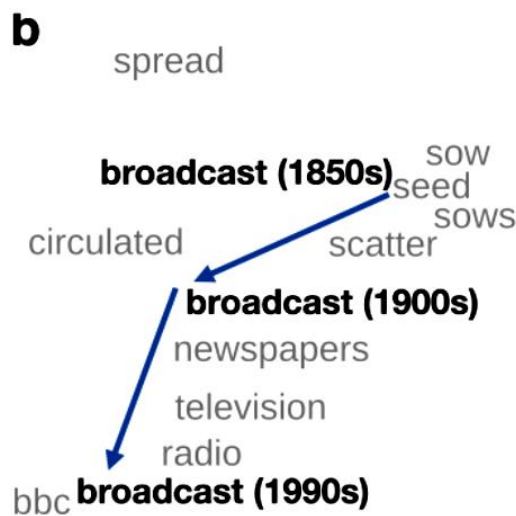 b
spread
sow
broadcast (1850s)
seed
sows
circulated
scatter
broadcast (1900s)
newspapers
television
radio
bbc broadcast (1990s)